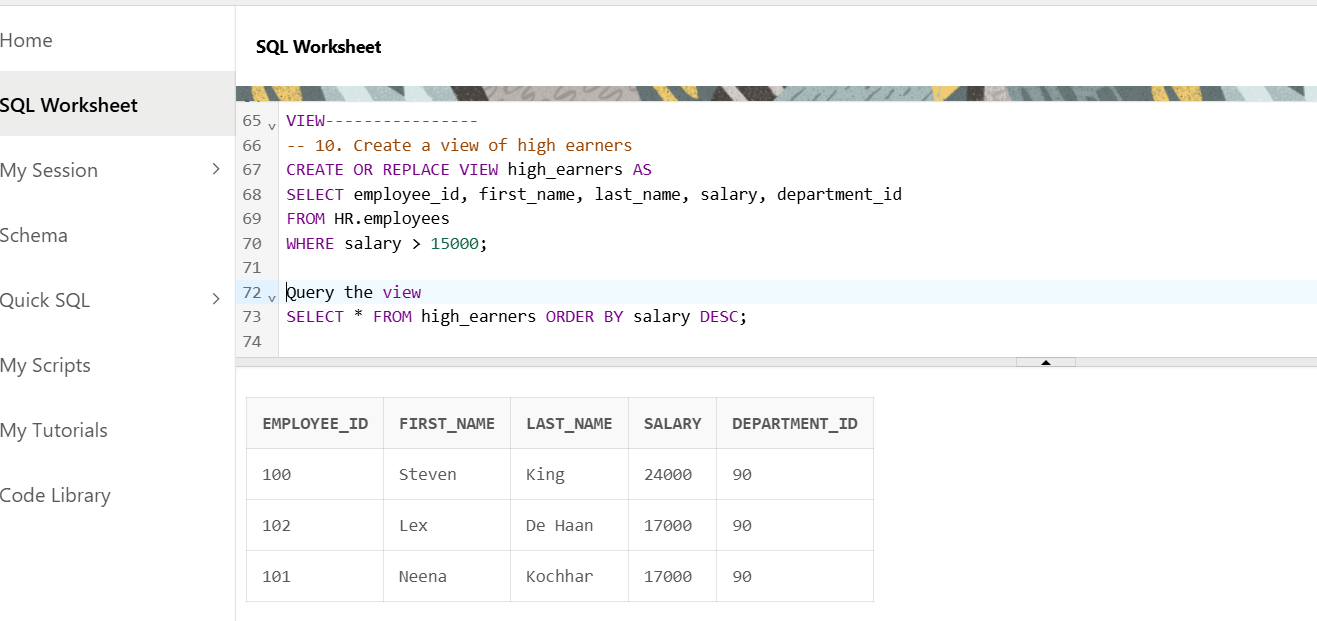 Home
SQL Worksheet
My Session
Schema
Quick SQL
My Scripts
My Tutorials
Code Library
SQL Worksheet
65 VIEW----------------
66 -- 10. Create a view of high earners
67 CREATE OR REPLACE VIEW high_earners AS
68 SELECT employee_id, first_name, last_name, salary, department_id
69 FROM HR.employees
70 WHERE salary > 15000;
71
72 Query the view
73 SELECT * FROM high_earners ORDER BY salary DESC;
74
EMPLOYEE_ID FIRST_NAME LAST_NAME SALARY DEPARTMENT_ID
100 Steven King 24000 90
102 Lex De Haan 17000 90
101 Neena Kochhar 17000 90